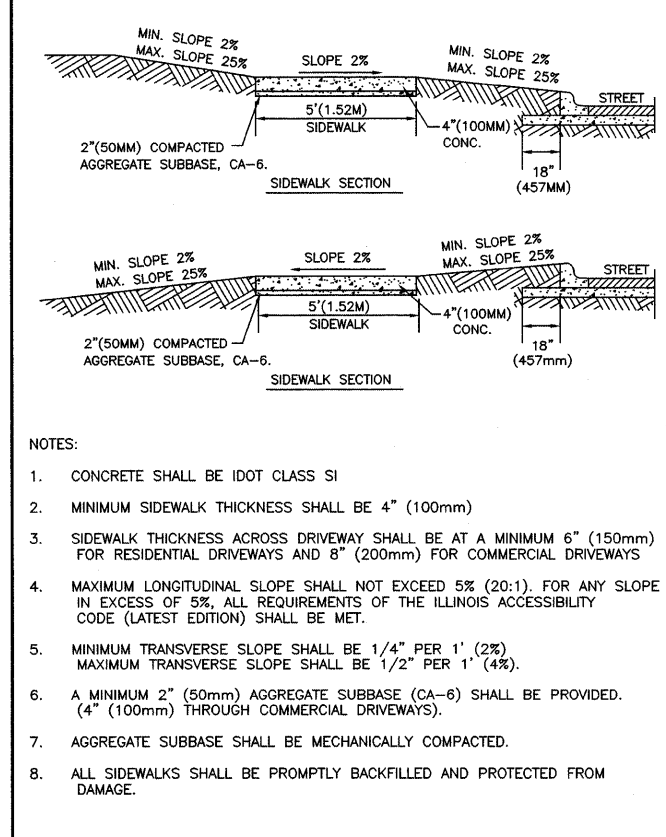 MIN. SLOPE 2%
MAX. SLOPE 25%
SLOPE 2%
MIN. SLOPE 2%
MAX. SLOPE 25%
STREET
5'(1.52M)
SIDEWALK
4"(100MM)
CONC.
2"(50MM) COMPACTED
AGGREGATE SUBBASE, CA-6.
18"
(457MM)
SIDEWALK SECTION
MIN. SLOPE 2%
MAX. SLOPE 25%
SLOPE 2%
MIN. SLOPE 2%
MAX. SLOPE 25%
STREET
5'(1.52M)
SIDEWALK
4"(100MM)
CONC.
2"(50MM) COMPACTED
AGGREGATE SUBBASE, CA-6.
18"
(457mm)
SIDEWALK SECTION
NOTES:
1. CONCRETE SHALL BE IDOT CLASS SI
2. MINIMUM SIDEWALK THICKNESS SHALL BE 4" (100mm)
3. SIDEWALK THICKNESS ACROSS DRIVEWAY SHALL BE AT A MINIMUM 6" (150mm)
FOR RESIDENTIAL DRIVEWAYS AND 8" (200mm) FOR COMMERCIAL DRIVEWAYS
4. MAXIMUM LONGITUDINAL SLOPE SHALL NOT EXCEED 5% (20:1). FOR ANY SLOPE
IN EXCESS OF 5%, ALL REQUIREMENTS OF THE ILLINOIS ACCESSIBILITY
CODE (LATEST EDITION) SHALL BE MET.
5. MINIMUM TRANSVERSE SLOPE SHALL BE 1/4" PER 1' (2%)
MAXIMUM TRANSVERSE SLOPE SHALL BE 1/2" PER 1' (4%).
6. A MINIMUM 2" (50mm) AGGREGATE SUBBASE (CA-6) SHALL BE PROVIDED.
(4" (100mm) THROUGH COMMERCIAL DRIVEWAYS).
7. AGGREGATE SUBBASE SHALL BE MECHANICALLY COMPACTED.
8. ALL SIDEWALKS SHALL BE PROMPTLY BACKFILLED AND PROTECTED FROM
DAMAGE.